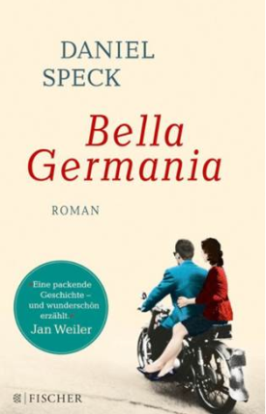 DANIEL
SPECK
Bella
Germania
ROMAN
„Eine packende
Geschichte –
und wunderschön
erzählt.“
Jan Weiler
FISCHER